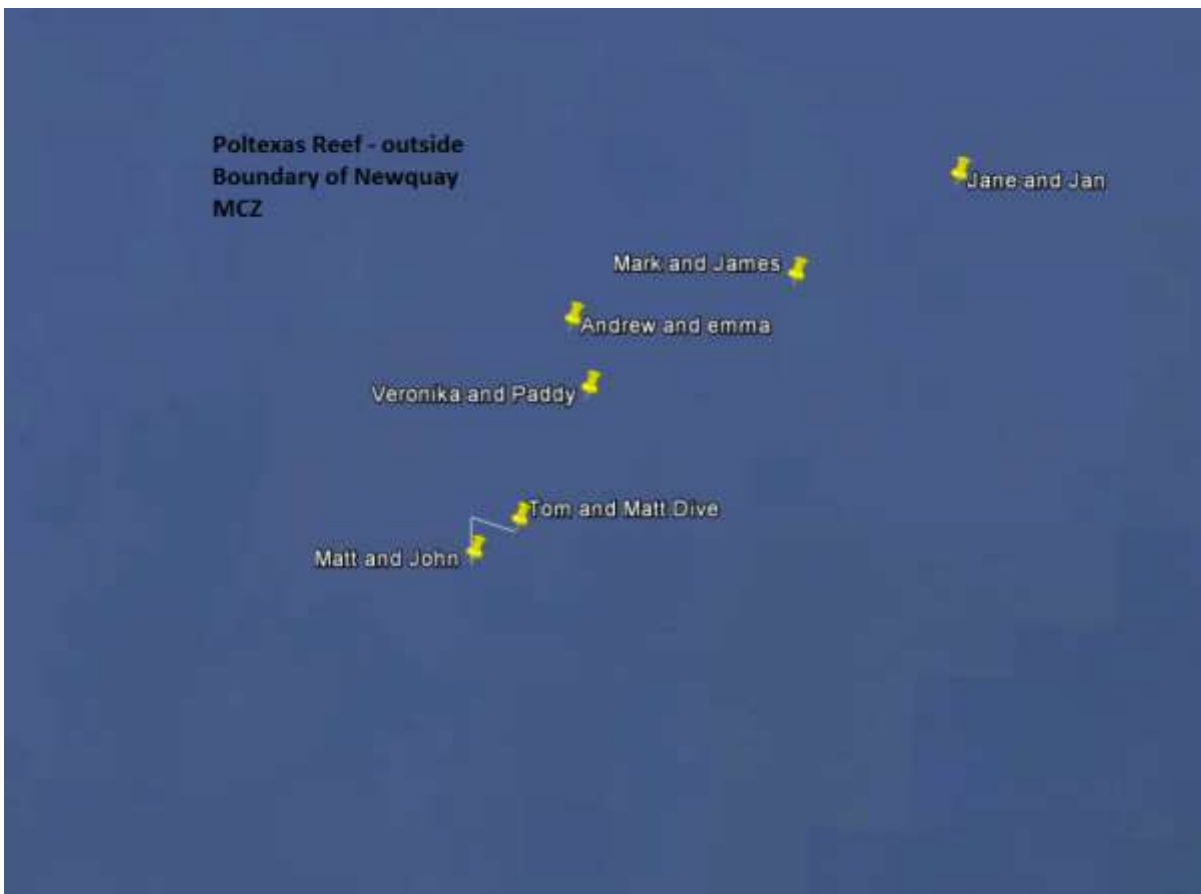 Poltexas Reef - outside
Boundary of Newquay
MCZ
Jane and Jan
Mark and James
Andrew and emma
Veronika and Paddy
Tom and Matt Dive
Matt and John